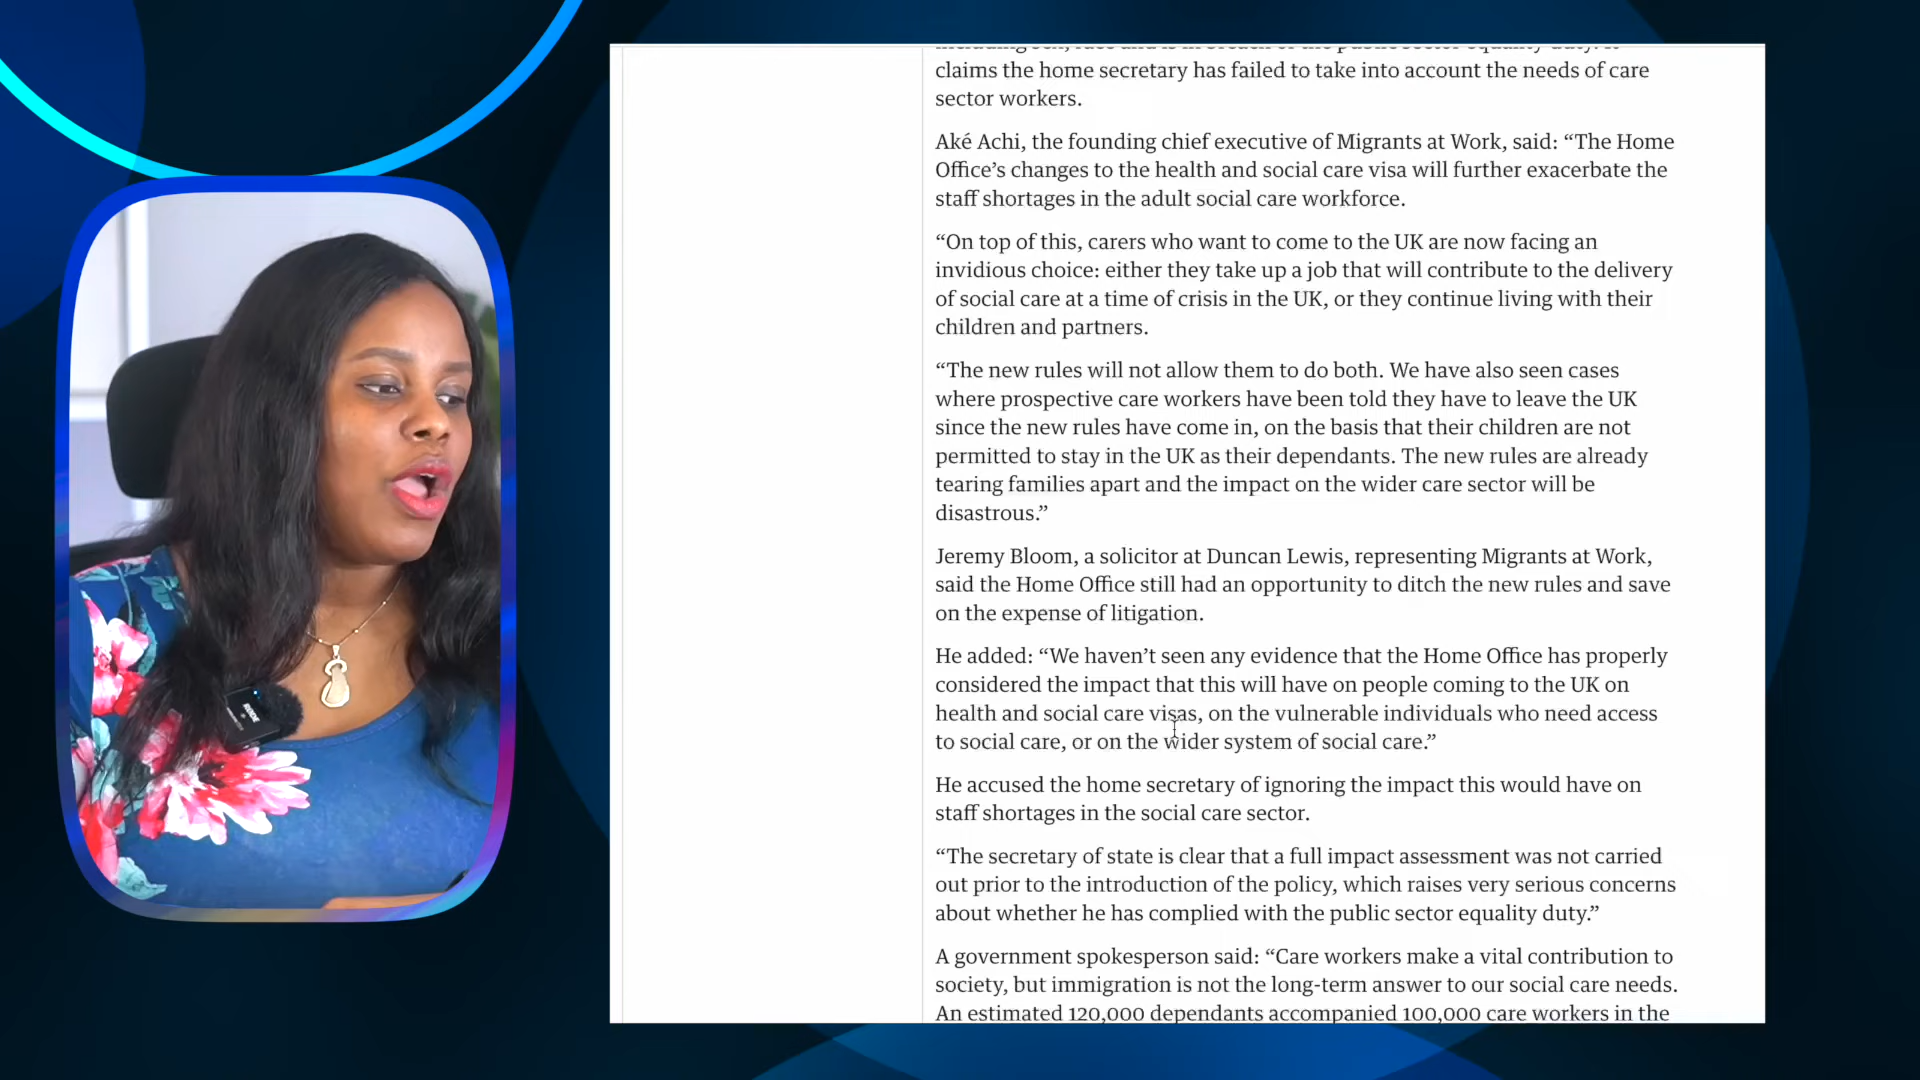 claims the home secretary has failed to take into account the needs of care
sector workers.
Aké Achi, the founding chief executive of Migrants at Work, said: “The Home
Office’s changes to the health and social care visa will further exacerbate the
staff shortages in the adult social care workforce.
“On top of this, carers who want to come to the UK are now facing an
invidious choice: either they take up a job that will contribute to the delivery
of social care at a time of crisis in the UK, or they continue living with their
children and partners.
“The new rules will not allow them to do both. We have also seen cases
where prospective care workers have been told they have to leave the UK
since the new rules have come in, on the basis that their children are not
permitted to stay in the UK as their dependants. The new rules are already
tearing families apart and the impact on the wider care sector will be
disastrous.”
Jeremy Bloom, a solicitor at Duncan Lewis, representing Migrants at Work,
said the Home Office still had an opportunity to ditch the new rules and save
on the expense of litigation.
He added: “We haven’t seen any evidence that the Home Office has properly
considered the impact that this will have on people coming to the UK on
health and social care visas, on the vulnerable individuals who need access
to social care, or on the wider system of social care.”
He accused the home secretary of ignoring the impact this would have on
staff shortages in the social care sector.
“The secretary of state is clear that a full impact assessment was not carried
out prior to the introduction of the policy, which raises very serious concerns
about whether he has complied with the public sector equality duty.”
A government spokesperson said: “Care workers make a vital contribution to
society, but immigration is not the long-term answer to our social care needs.
An estimated 120,000 dependants accompanied 100,000 care workers in the
RODE